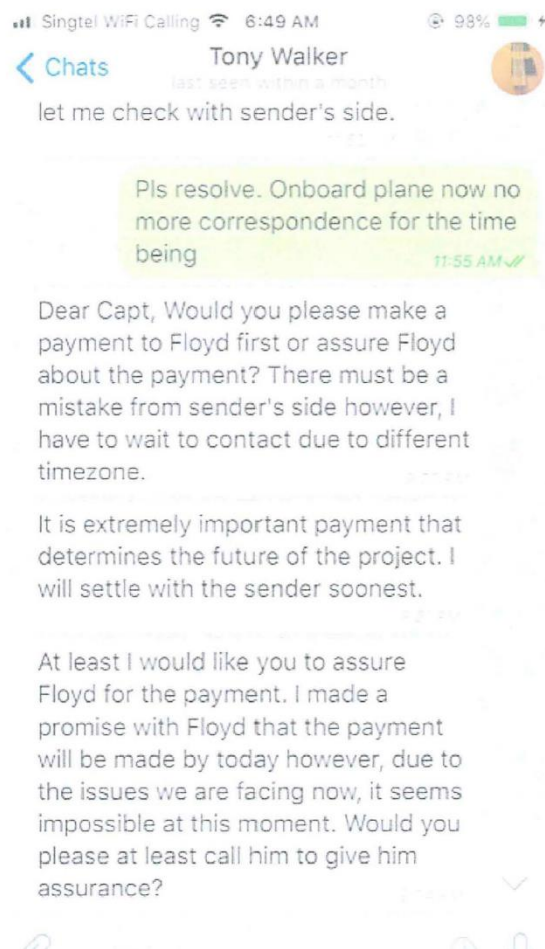 Singtel WiFi Calling 6:49 AM 98%
Chats
Tony Walker
last seen within a month
let me check with sender's side.
Pls resolve. Onboard plane now no
more correspondence for the time
being
11:55 AM
Dear Capt, Would you please make a
payment to Floyd first or assure Floyd
about the payment? There must be a
mistake from sender's side however, I
have to wait to contact due to different
timezone.
It is extremely important payment that
determines the future of the project. I
will settle with the sender soonest.
At least I would like you to assure
Floyd for the payment. I made a
promise with Floyd that the payment
will be made by today however, due to
the issues we are facing now, it seems
impossible at this moment. Would you
please at least call him to give him
assurance?